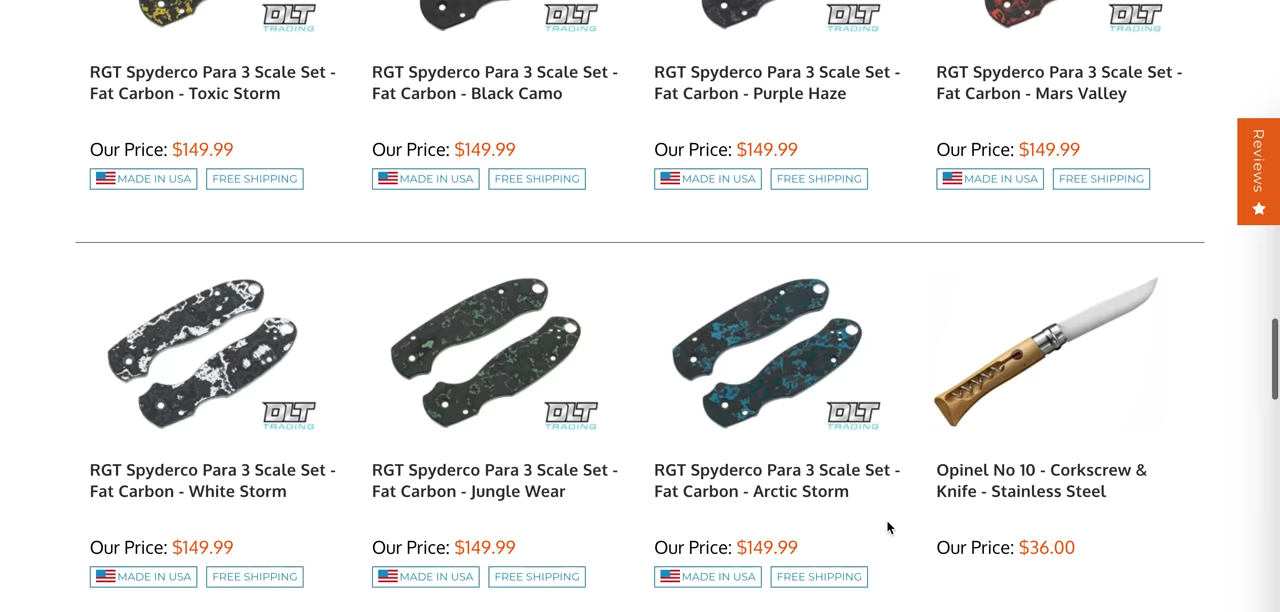 DLT
TRADING
DLT
TRADING
DLT
TRADING
DLT
TRADING
RGT Spyderco Para 3 Scale Set -
Fat Carbon - Toxic Storm
RGT Spyderco Para 3 Scale Set -
Fat Carbon - Black Camo
RGT Spyderco Para 3 Scale Set -
Fat Carbon - Purple Haze
RGT Spyderco Para 3 Scale Set -
Fat Carbon - Mars Valley
Our Price: $149.99
Our Price: $149.99
Our Price: $149.99
Our Price: $149.99
MADE IN USA
FREE SHIPPING
MADE IN USA
FREE SHIPPING
MADE IN USA
FREE SHIPPING
MADE IN USA
FREE SHIPPING
Reviews
DLT
TRADING
DLT
TRADING
DLT
TRADING
RGT Spyderco Para 3 Scale Set -
Fat Carbon - White Storm
RGT Spyderco Para 3 Scale Set -
Fat Carbon - Jungle Wear
RGT Spyderco Para 3 Scale Set -
Fat Carbon - Arctic Storm
Opinel No 10 - Corkscrew &
Knife - Stainless Steel
Our Price: $149.99
Our Price: $149.99
Our Price: $149.99
Our Price: $36.00
MADE IN USA
FREE SHIPPING
MADE IN USA
FREE SHIPPING
MADE IN USA
FREE SHIPPING